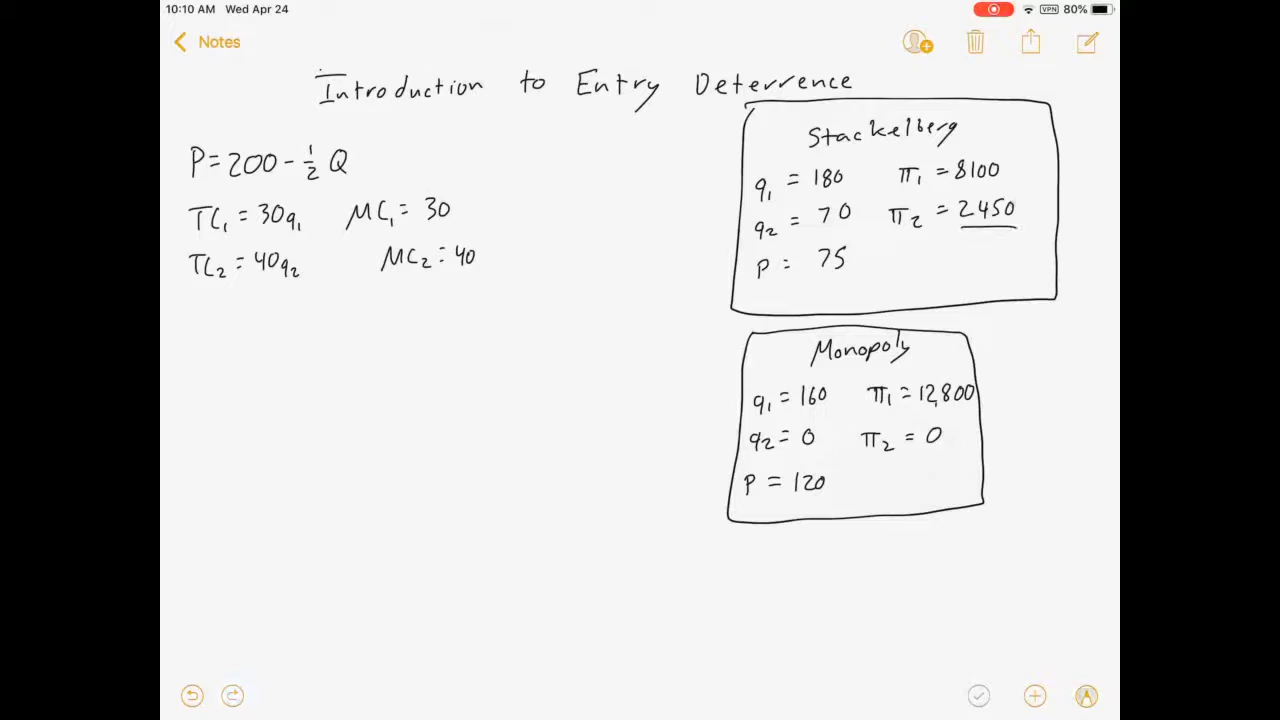 10:10 AM Wed Apr 24 VPN 80%
Notes
Introduction to Entry Deterrence
P = 200 - 1/2 Q
TC₁ = 30q₁ MC₁ = 30
TC₂ = 40q₂ MC₂ = 40
Stackelberg
q₁ = 180 π₁ = 8100
q₂ = 70 π₂ = 2450
P = 75
Monopoly
q₁ = 160 π₁ = 12,800
q₂ = 0 π₂ = 0
P = 120